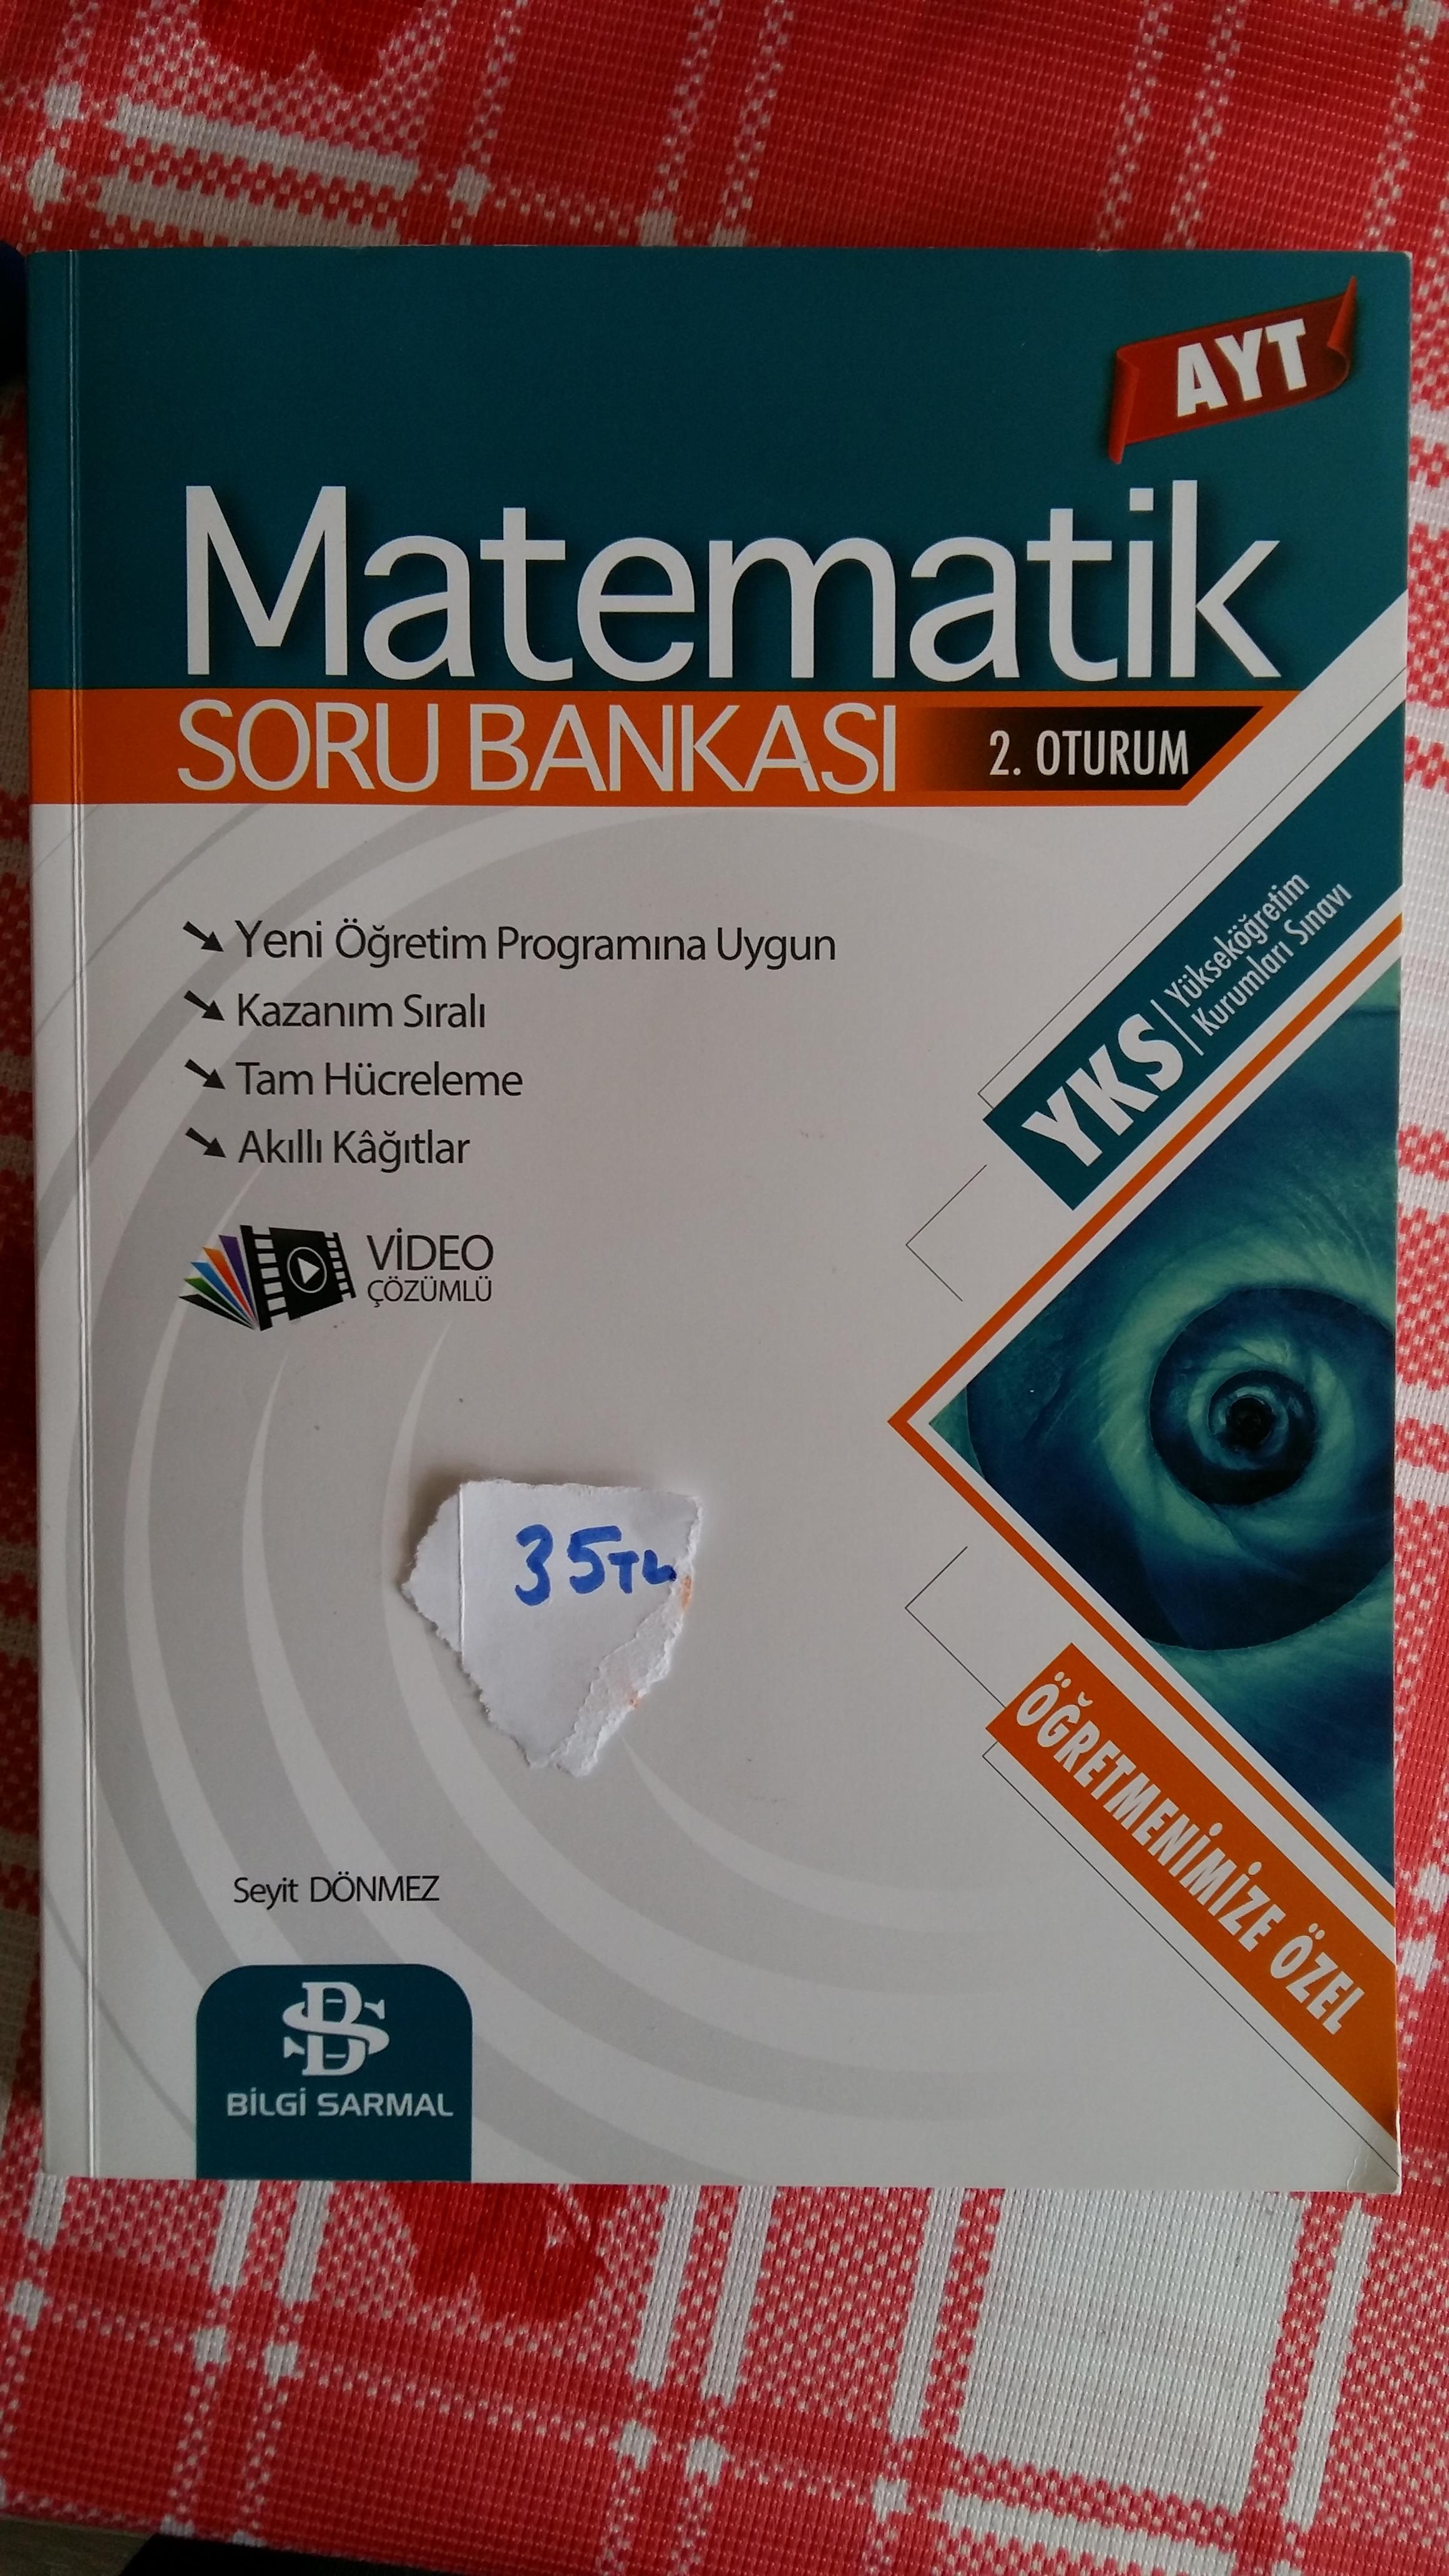 AYT
Matematik
SORU BANKASI
2. OTURUM
Yeni Öğretim Programına Uygun
Kazanım Sıralı
Tam Hücreleme
Akıllı Kâğıtlar
VİDEO
ÇÖZÜMLÜ
YKS
Yükseköğretim
Kurumları Sınavı
35TL
ÖĞRETMENİMİZE ÖZEL
Seyit DÖNMEZ
BS
BİLGİ SARMAL